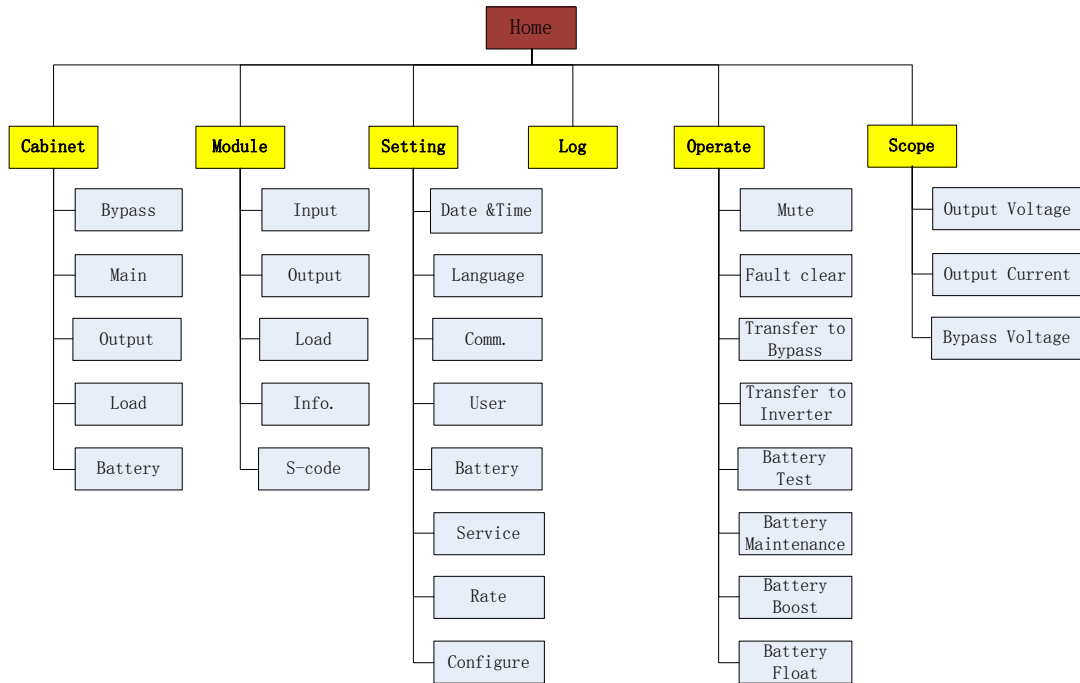 Home
Cabinet
Bypass
Main
Output
Load
Battery
Module
Input
Output
Load
Info.
S-code
Setting
Date &Time
Language
Comm.
User
Battery
Service
Rate
Configure
Log
Operate
Mute
Fault clear
Transfer to
Bypass
Transfer to
Inverter
Battery
Test
Battery
Maintenance
Battery
Boost
Battery
Float
Scope
Output Voltage
Output Current
Bypass Voltage